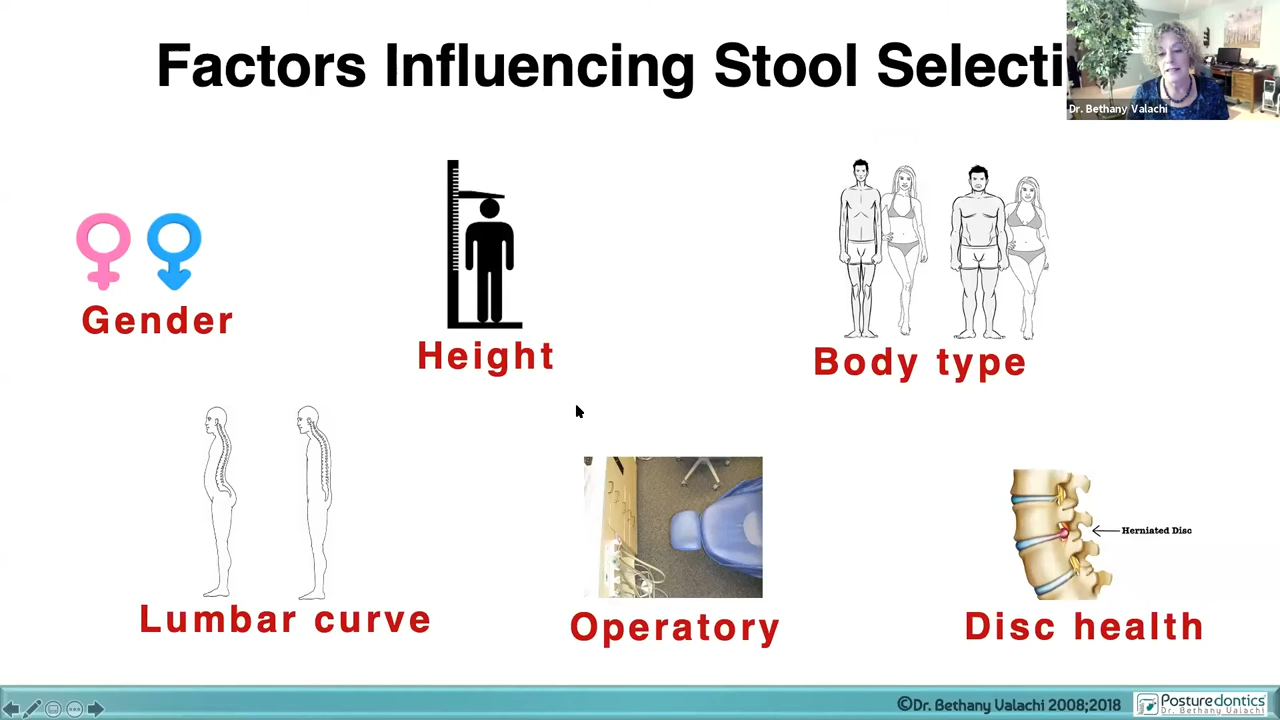 Factors Influencing Stool Selecti
Dr. Bethany Valachi
Gender
Height
Body type
Herniated Disc
Lumbar curve
Operatory
Disc health
©Dr. Bethany Valachi 2008;2018
Posturedontics
Dr. Bethany Valachi